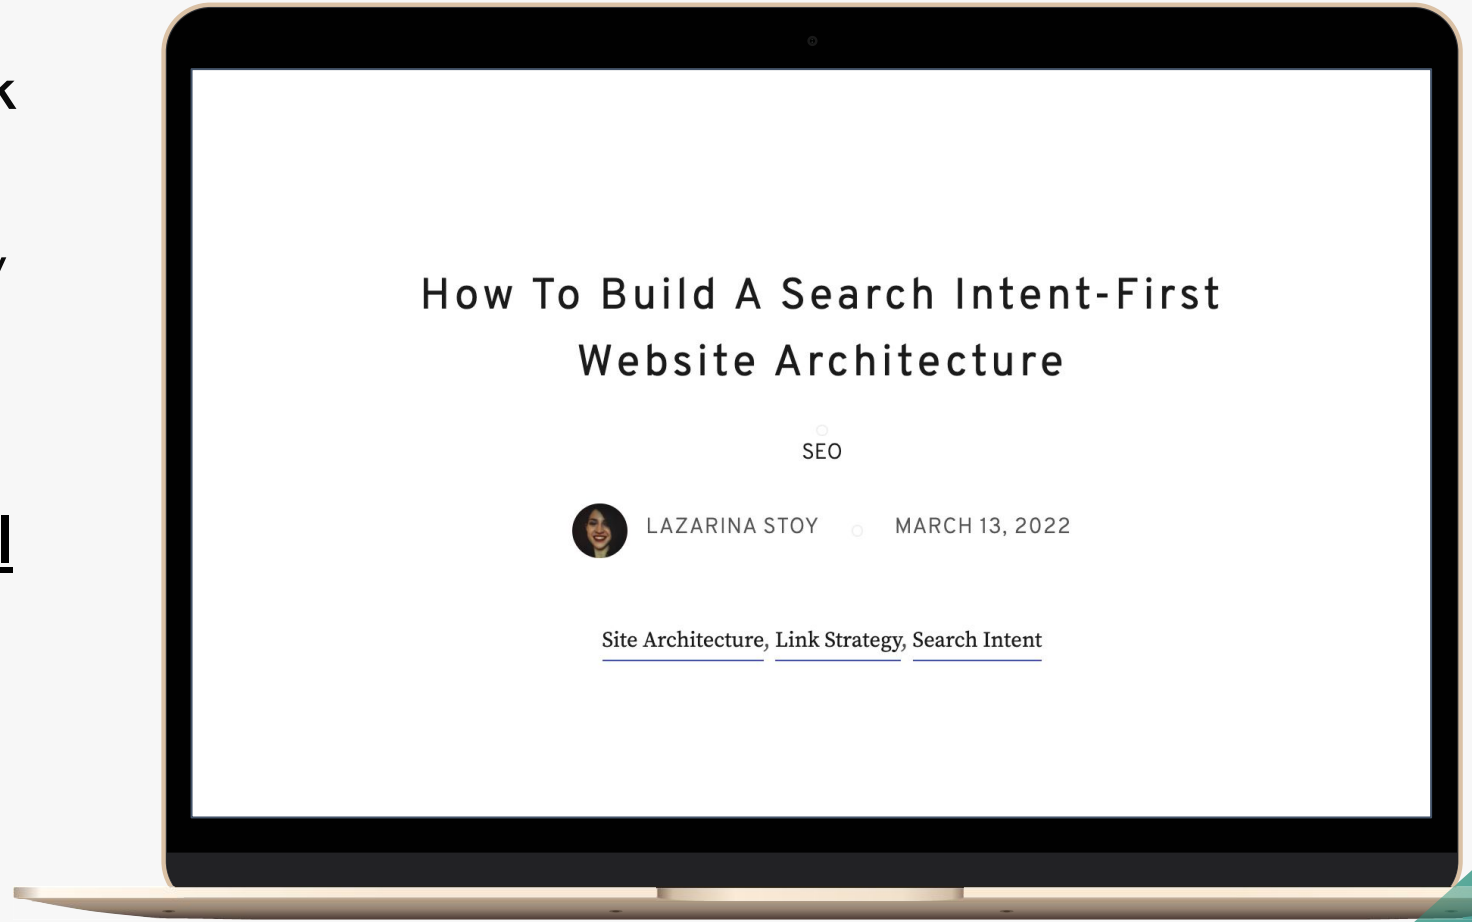 How To Build A Search Intent-First
Website Architecture
SEO
LAZARINA STOY
MARCH 13, 2022
Site Architecture, Link Strategy, Search Intent